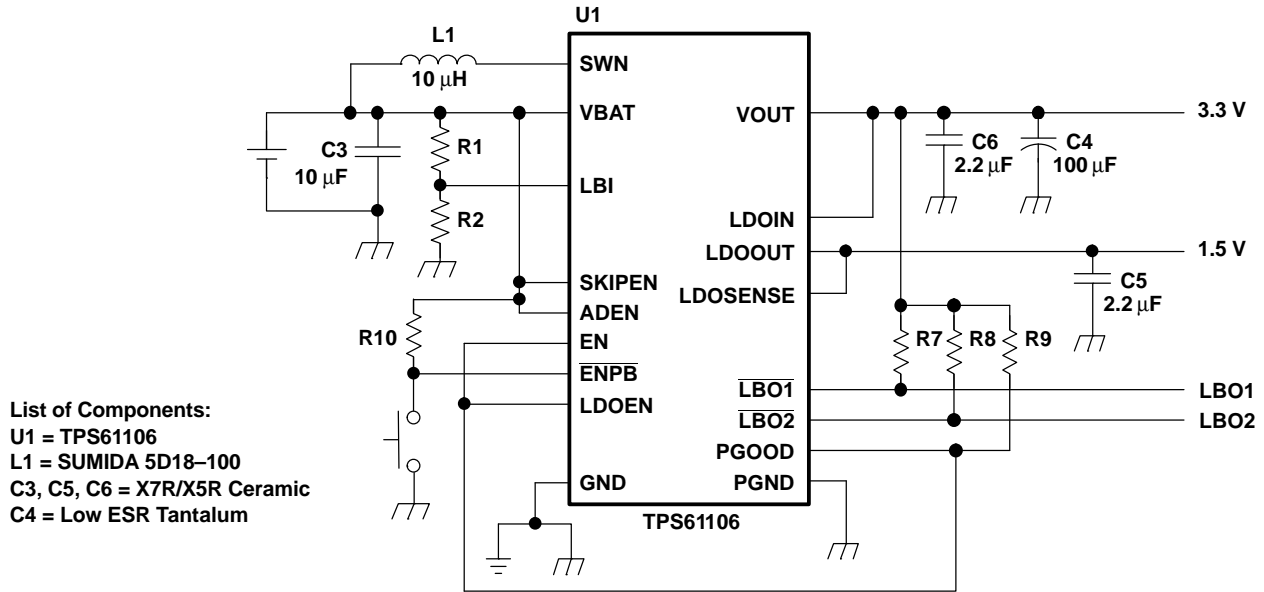 U1
L1
10 μH
SWN
VBAT
VOUT
3.3 V
C3
10 μF
R1
C6
2.2 μF
C4
100 μF
LBI
R2
LDOIN
LDOOUT
1.5 V
SKIPEN
LDOSENSE
C5
2.2 μF
ADEN
R10
EN
R7
R8
R9
ENPB
LBO1
LBO1
LDOEN
LBO2
LBO2
PGOOD
GND
PGND
TPS61106
List of Components:
U1 = TPS61106
L1 = SUMIDA 5D18–100
C3, C5, C6 = X7R/X5R Ceramic
C4 = Low ESR Tantalum